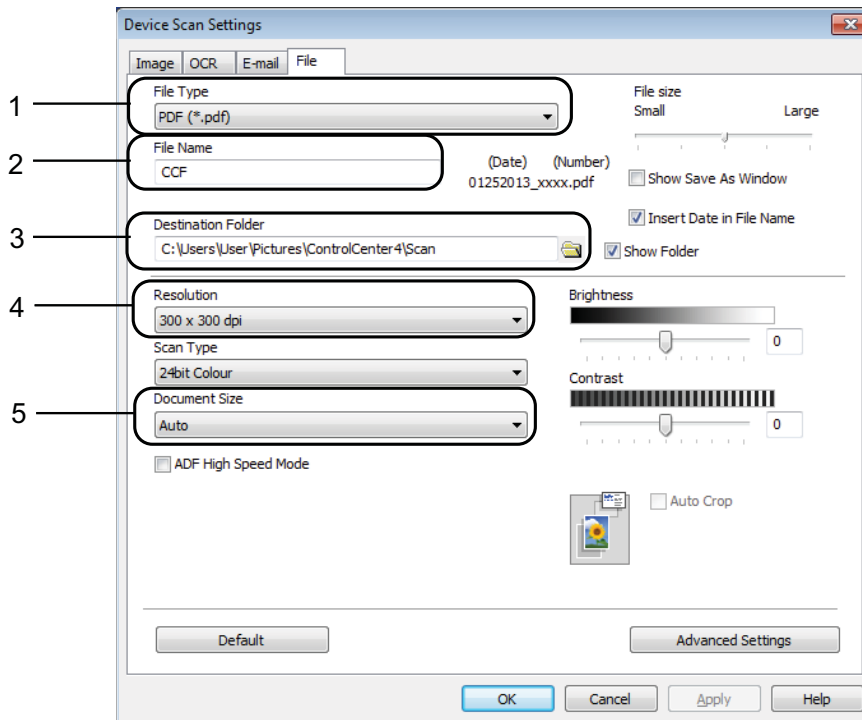 Device Scan Settings
Image OCR E-mail File
1
File Type
PDF (*.pdf)
File size
Small Large
2
File Name
CCF
(Date) (Number)
01252013_xxxx.pdf
Show Save As Window
Insert Date in File Name
3
Destination Folder
C:\Users\User\Pictures\ControlCenter4\Scan
Show Folder
4
Resolution
300 x 300 dpi
Brightness
0
Scan Type
24bit Colour
Contrast
0
5
Document Size
Auto
ADF High Speed Mode
Auto Crop
Default
Advanced Settings
OK Cancel Apply Help